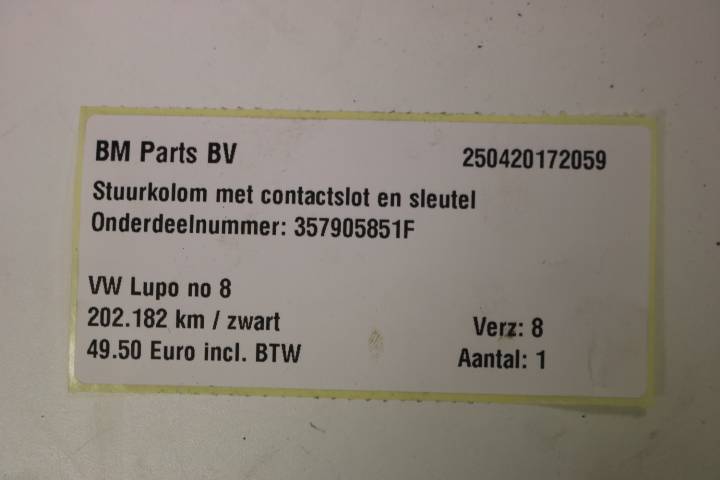 BM Parts BV 250420172059
Stuurkolom met contactslot en sleutel
Onderdeelnummer: 357905851F
VW Lupo no 8
202.182 km / zwart Verz: 8
49.50 Euro incl. BTW Aantal: 1